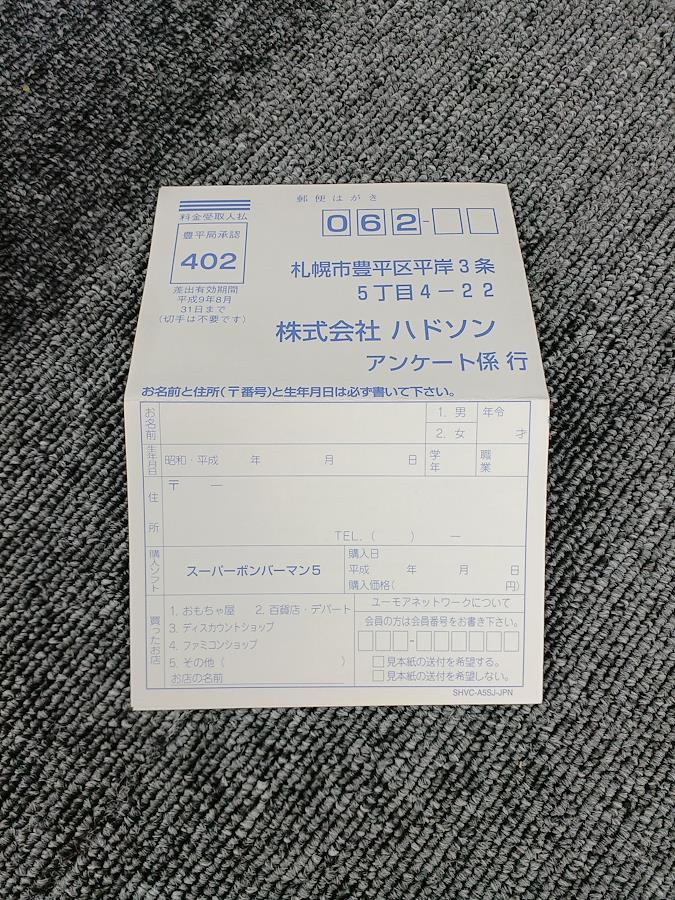 郵便はがき
料金受取人払
豊平局承認
402
差出有効期間
平成9年8月
31日まで
(切手は不要です)
062-
札幌市豊平区平岸3条
5丁目4-22
株式会社 ハドソン
アンケート係 行
お名前と住所(〒番号)と生年月日は必ず書いて下さい。
お名前
1. 男
2. 女
年令
才
生年月日
昭和・平成 年 月 日
学年
職業
住所
〒 ―
TEL. ( ) ―
購入ソフト
スーパーボンバーマン5
購入日
平成 年 月 日
購入価格( 円)
買ったお店
1. おもちゃ屋 2. 百貨店・デパート
3. ディスカウントショップ
4. ファミコンショップ
5. その他 ( )
お店の名前
ユーモアネットワークについて
会員の方は会員番号をお書き下さい。
□□□-□□□□□□
□見本紙の送付を希望する。
□見本紙の送付を希望しない。
SHVC-A5SJ-JPN